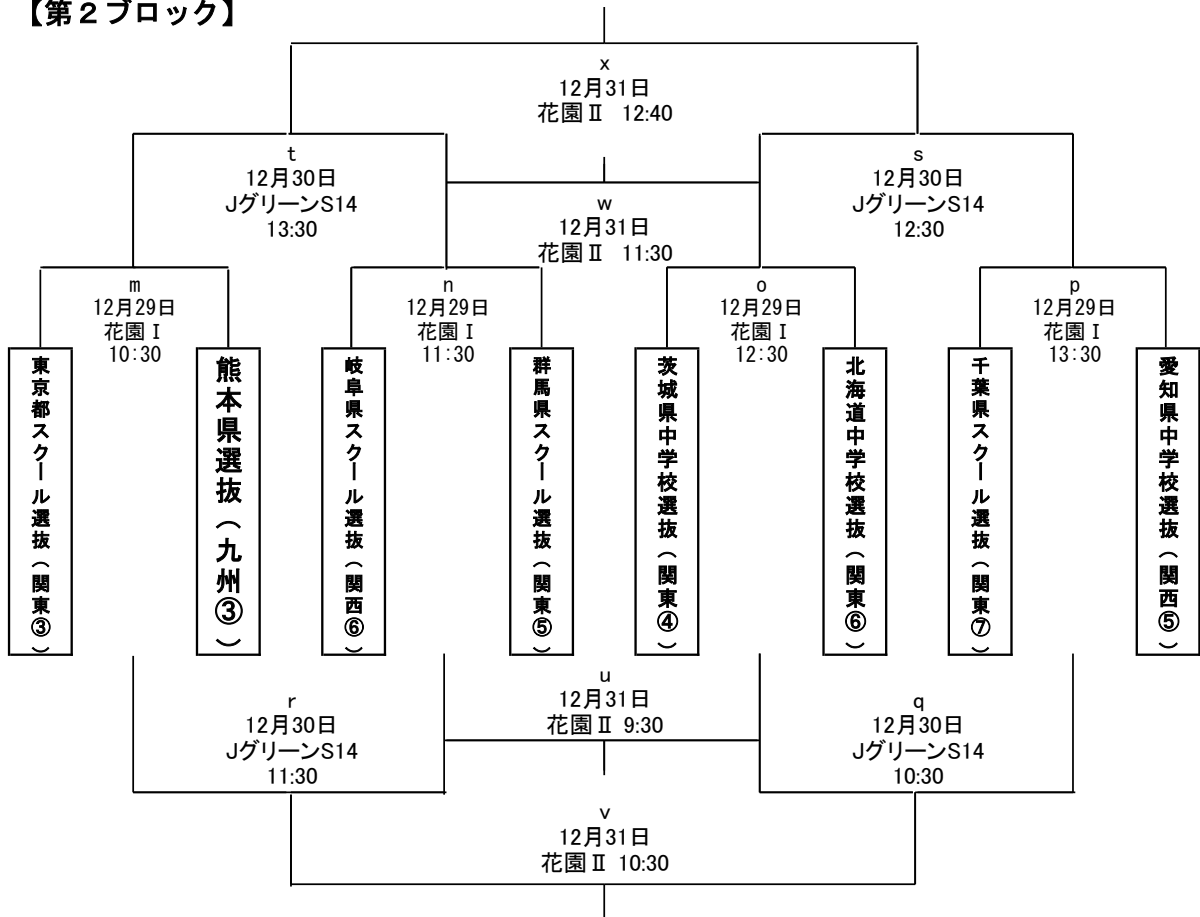 【第２ブロック】
x
12月31日
花園Ⅱ 12:40
t
12月30日
JグリーンS14
13:30
s
12月30日
JグリーンS14
12:30
w
12月31日
花園Ⅱ 11:30
m
12月29日
花園Ⅰ
10:30
n
12月29日
花園Ⅰ
11:30
o
12月29日
花園Ⅰ
12:30
p
12月29日
花園Ⅰ
13:30
東京都スクール選抜（関東③）
熊本県選抜（九州③）
岐阜県スクール選抜（関西⑥）
群馬県スクール選抜（関東⑤）
茨城県中学校選抜（関東④）
北海道中学校選抜（関東⑥）
千葉県スクール選抜（関東⑦）
愛知県中学校選抜（関西⑤）
u
12月31日
花園Ⅱ 9:30
r
12月30日
JグリーンS14
11:30
q
12月30日
JグリーンS14
10:30
v
12月31日
花園Ⅱ 10:30